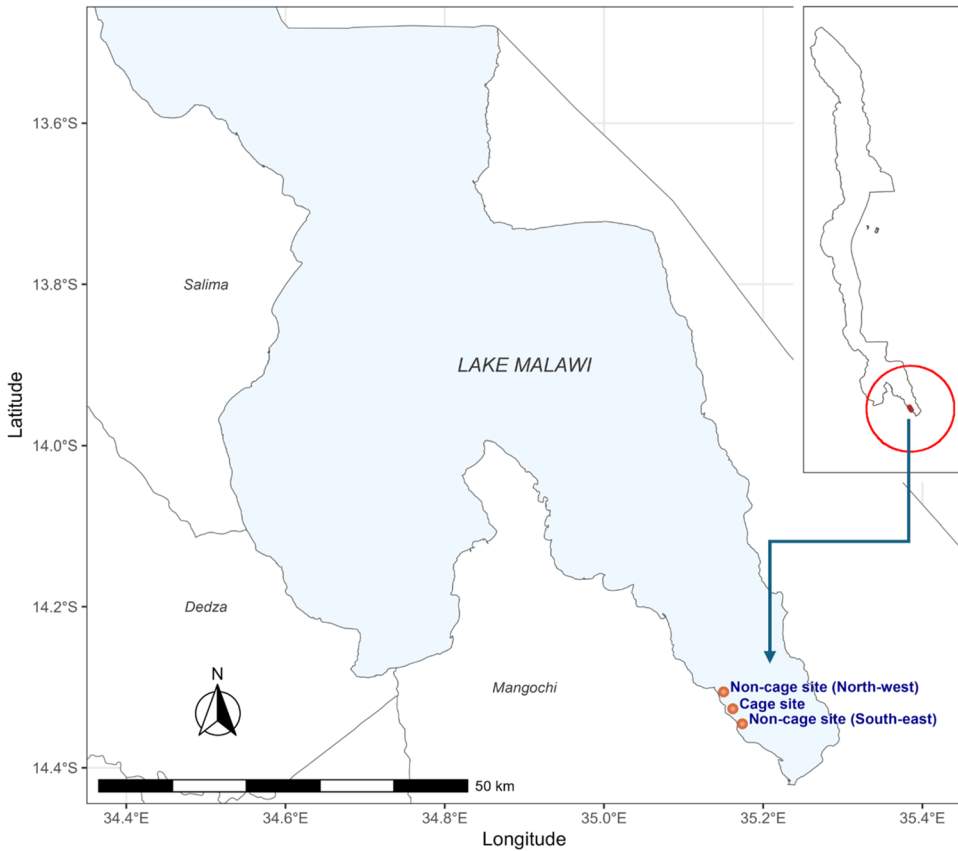 Latitude
13.6°S
13.8°S
14.0°S
14.2°S
14.4°S
Salima
LAKE MALAWI
Dedza
Mangochi
N
Non-cage site (North-west)
Cage site
Non-cage site (South-east)
50 km
34.4°E
34.6°E
34.8°E
35.0°E
35.2°E
35.4°E
Longitude